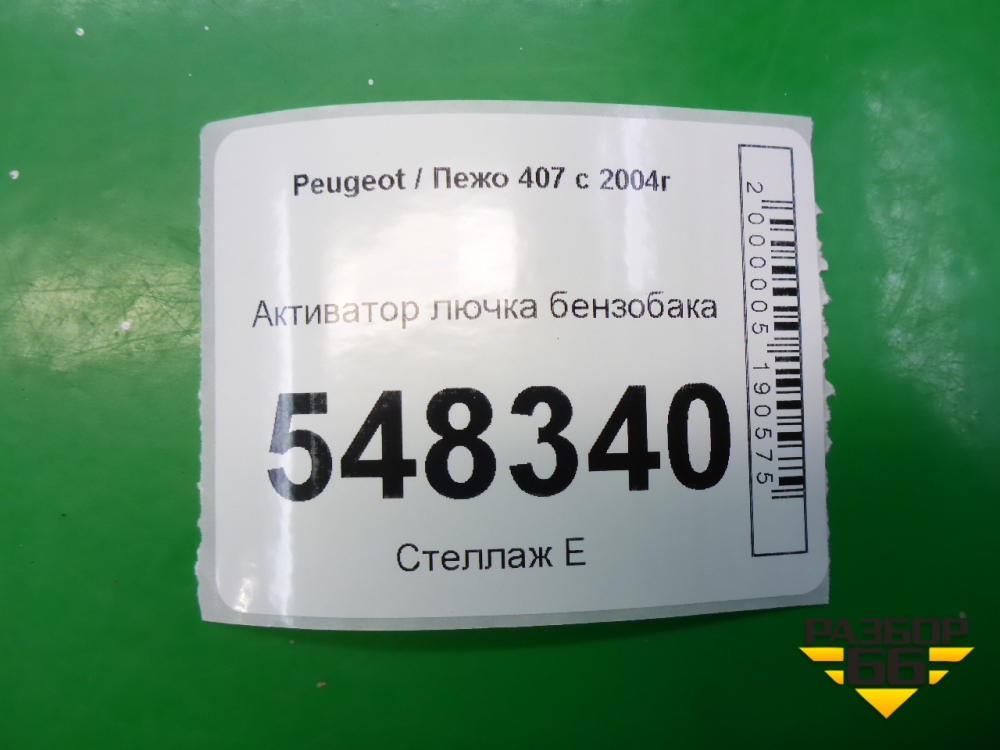 Peugeot / Пежо 407 с 2004г
Активатор лючка бензобака
548340
Стеллаж Е
2000005190575
РАЗБОР
66